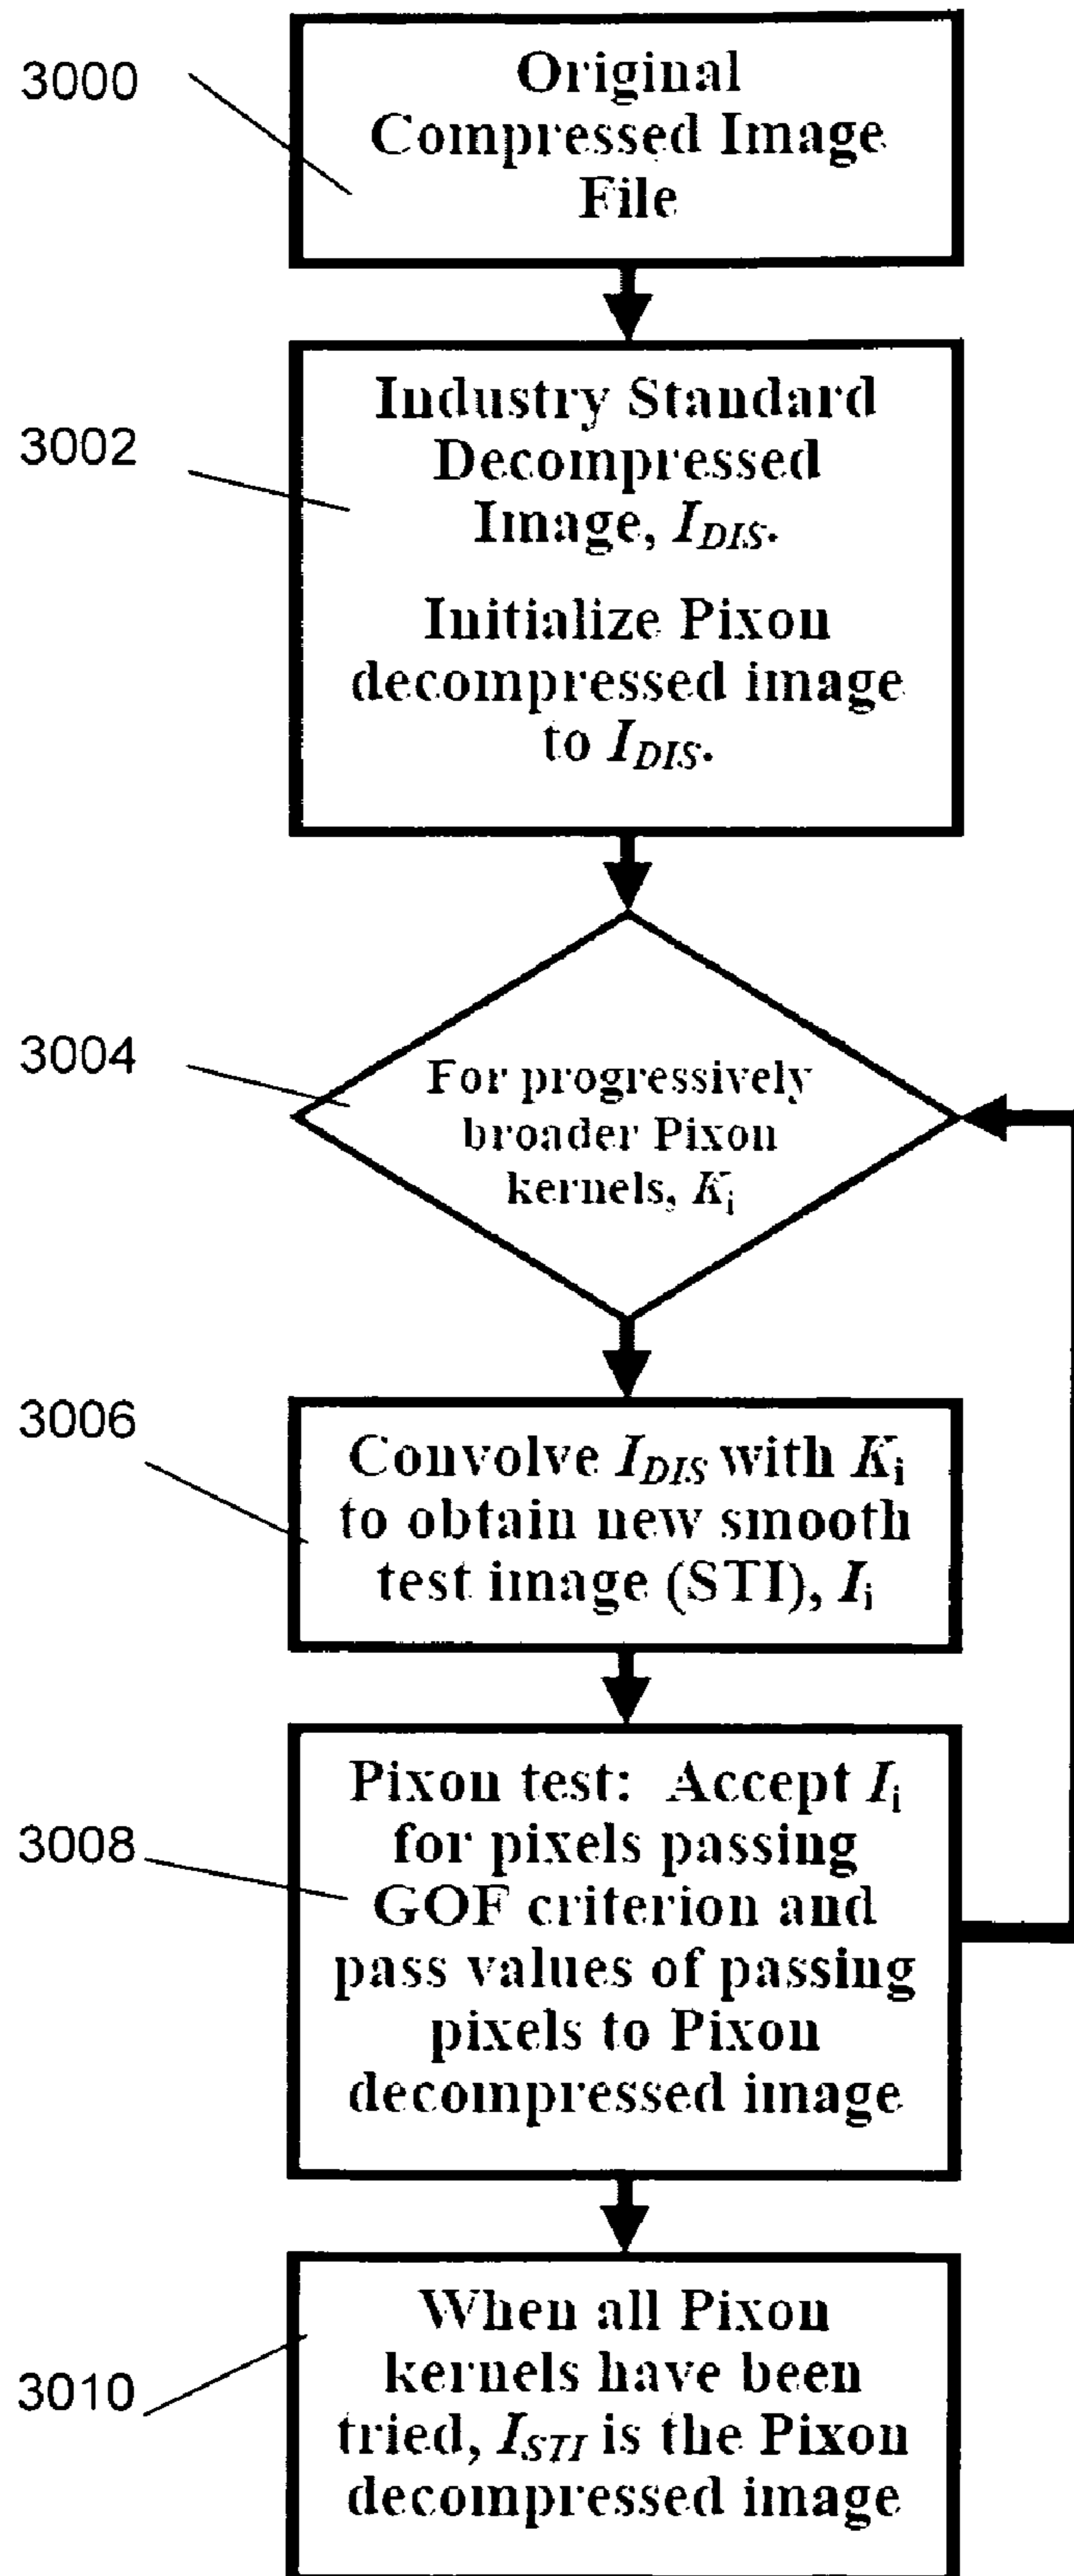 3000
Original
Compressed Image
File
3002
Industry Standard
Decompressed
Image, I_DIS.
Initialize Pixon
decompressed image
to I_DIS.
3004
For progressively
broader Pixon
kernels, K_i
3006
Convolve I_DIS with K_i
to obtain new smooth
test image (STI), I_i
3008
Pixon test: Accept I_i
for pixels passing
GOF criterion and
pass values of passing
pixels to Pixon
decompressed image
3010
When all Pixon
kernels have been
tried, I_STI is the Pixon
decompressed image